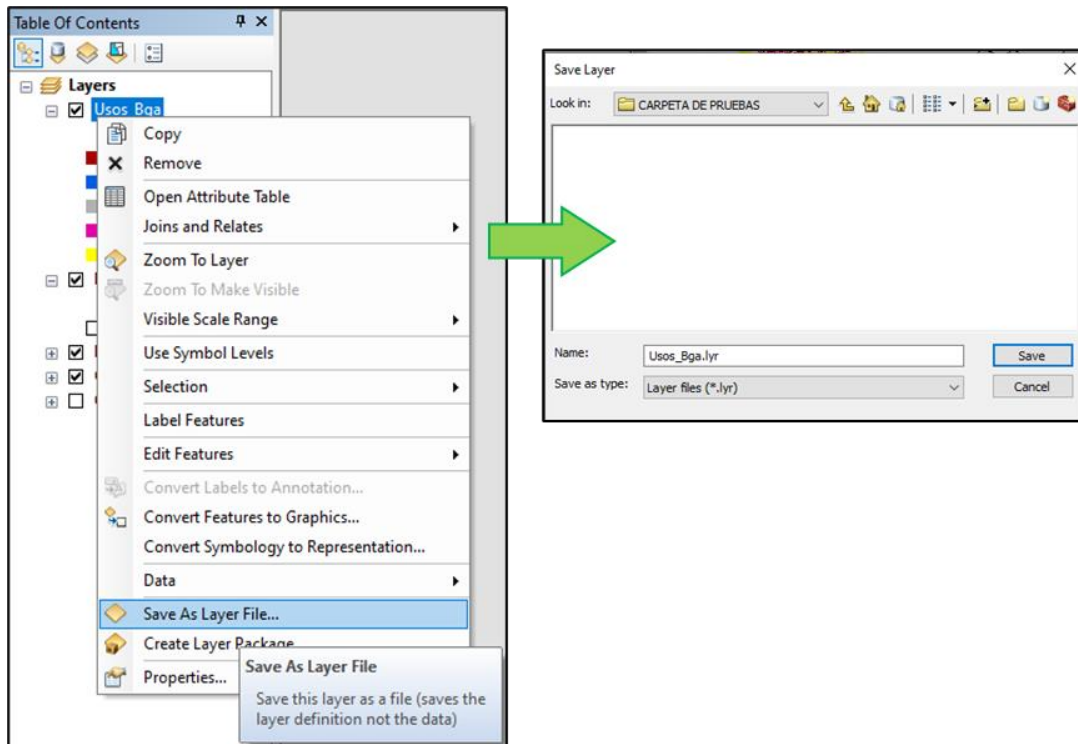 Table Of Contents
Layers
Usos_Bga
Copy
Remove
Open Attribute Table
Joins and Relates
Zoom To Layer
Zoom To Make Visible
Visible Scale Range
Use Symbol Levels
Selection
Label Features
Edit Features
Convert Labels to Annotation...
Convert Features to Graphics...
Convert Symbology to Representation...
Data
Save As Layer File...
Create Layer Package
Properties...
Save As Layer File
Save this layer as a file (saves the
layer definition not the data)
Save Layer
Look in: CARPETA DE PRUEBAS
Name: Usos_Bga.lyr Save
Save as type: Layer files (*.lyr) Cancel